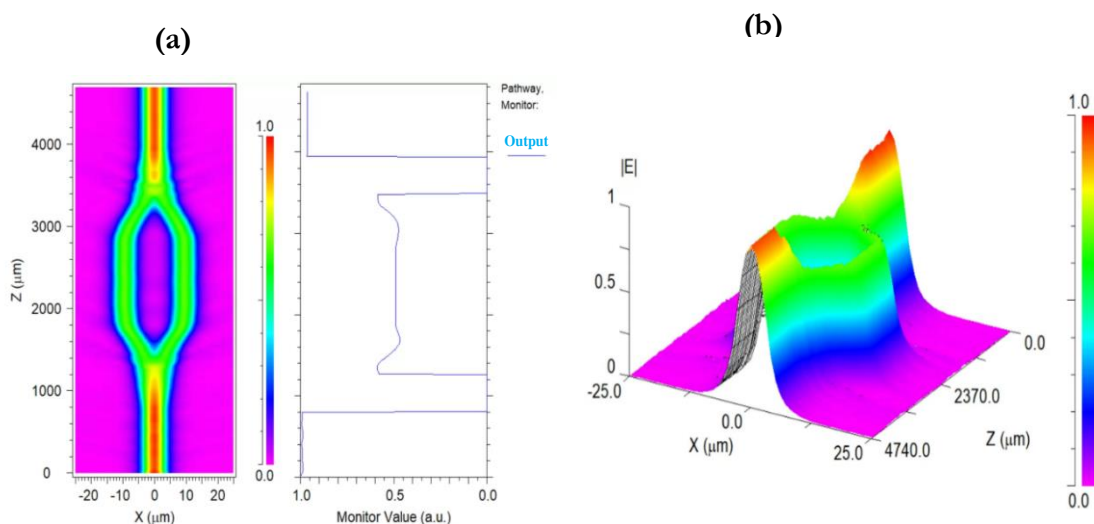 (a)
(b)
Pathway,
Monitor:
Output
Z (μm)
4000
3000
2000
1000
0
-20 -10 0 10 20
X (μm)
1.0
0.0
1.0 0.5 0.0
Monitor Value (a.u.)
|E|
1
0.5
0
-25.0
0.0
25.0
X (μm)
4740.0
2370.0
0.0
Z (μm)
1.0
0.0